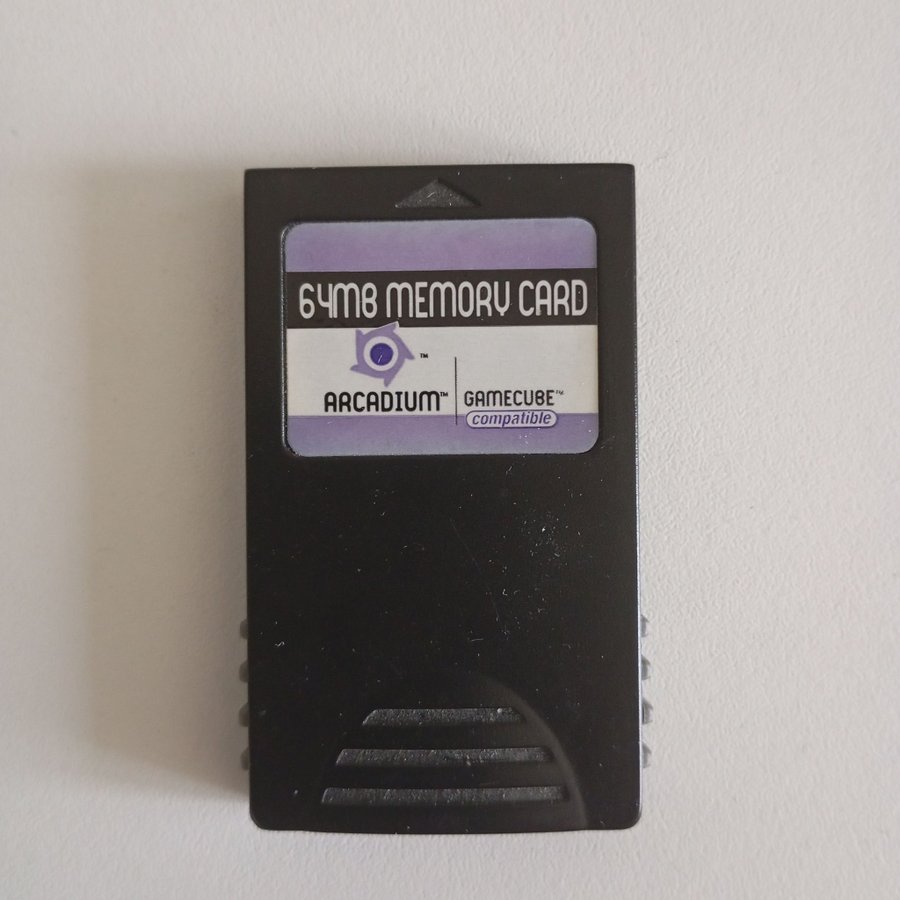 64MB MEMORY CARD
™
ARCADIUM™
GAMECUBE™
compatible